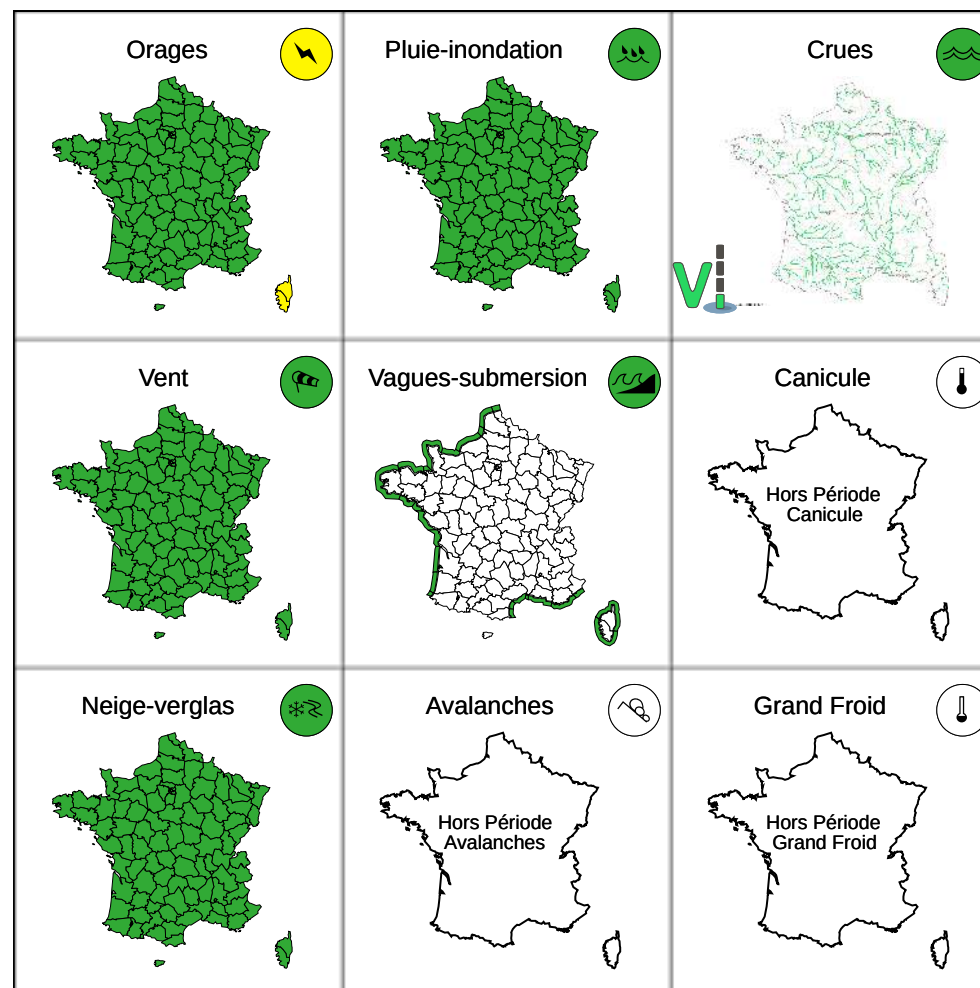 Orages
Pluie-inondation
Crues
Vi
Vent
Vagues-submersion
Canicule
Hors Période
Canicule
Neige-verglas
Avalanches
Grand Froid
Hors Période
Avalanches
Hors Période
Grand Froid